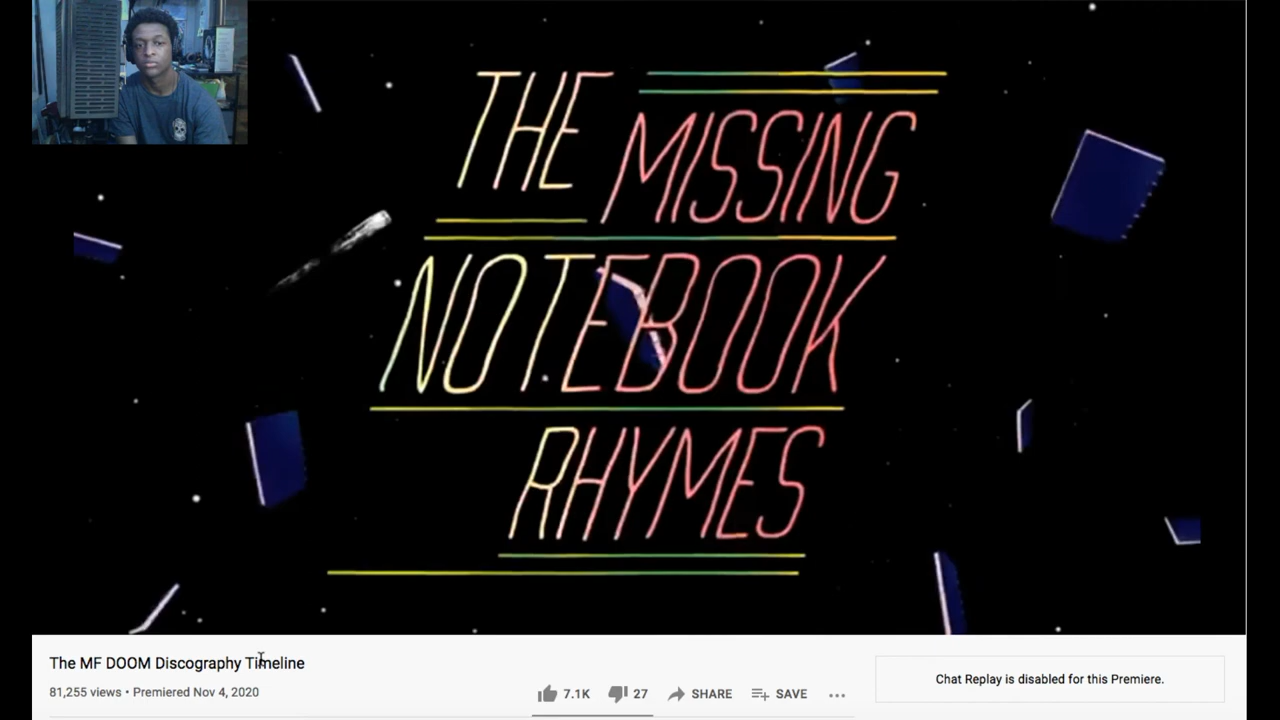 THE MISSING
NOTEBOOK
RHYMES
The MF DOOM Discography Timeline
81,255 views • Premiered Nov 4, 2020
7.1K
27
SHARE
SAVE
Chat Replay is disabled for this Premiere.